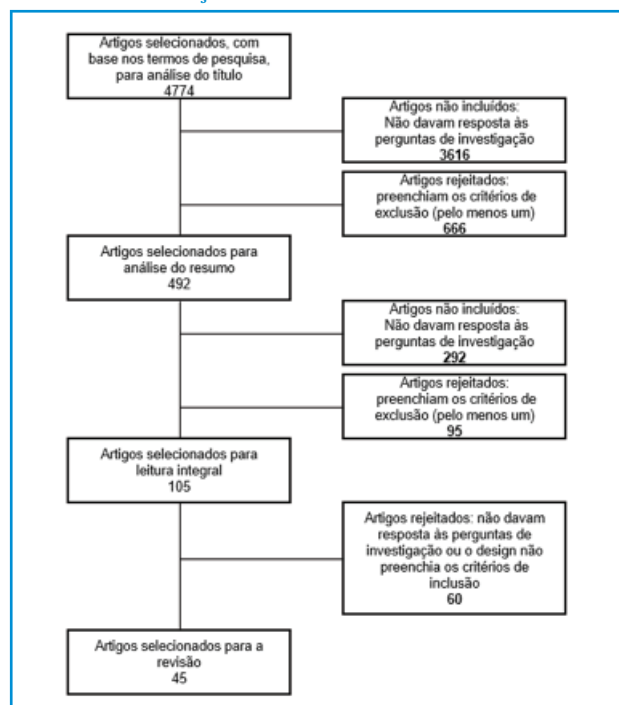 Artigos selecionados, com
base nos termos de pesquisa,
para análise do título
4774
Artigos não incluídos:
Não davam resposta às
perguntas de investigação
3616
Artigos rejeitados:
preenchiam os critérios de
exclusão (pelo menos um)
666
Artigos selecionados para
análise do resumo
492
Artigos não incluídos:
Não davam resposta às
perguntas de investigação
292
Artigos rejeitados:
preenchiam os critérios de
exclusão (pelo menos um)
95
Artigos selecionados para
leitura integral
105
Artigos rejeitados: não davam
resposta às perguntas de
investigação ou o design não
preenchia os critérios de
inclusão
60
Artigos selecionados para a
revisão
45